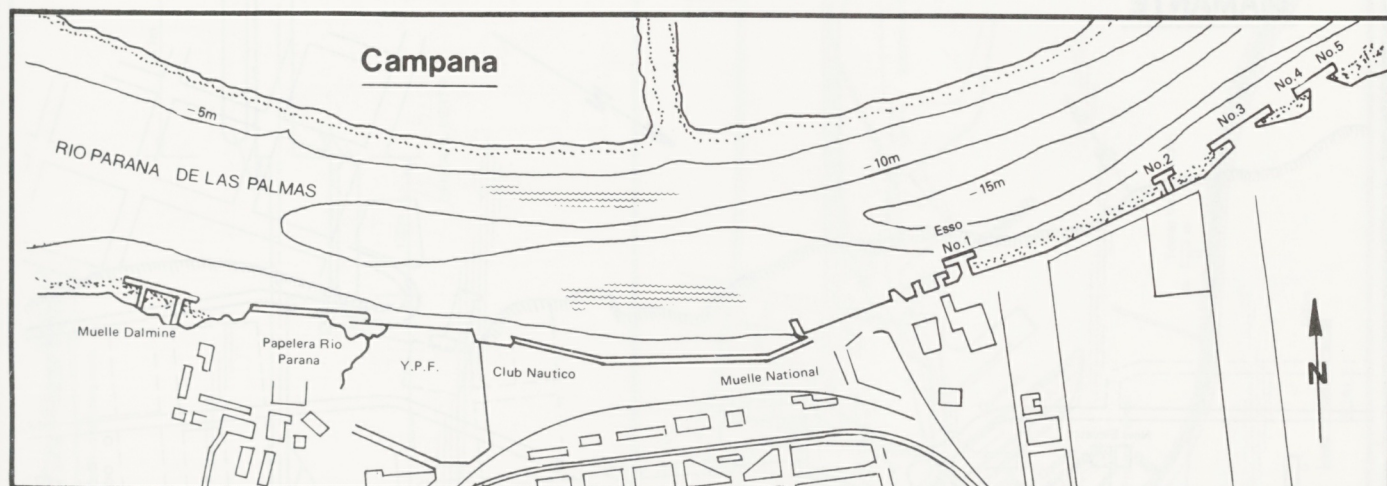 Campana
-5m
RIO PARANA DE LAS PALMAS
-10m
-15m
No.5
No.4
No.3
No.2
Esso
No.1
Muelle Dalmine
Papelera Rio
Parana
Y.P.F.
Club Nautico
Muelle National
N